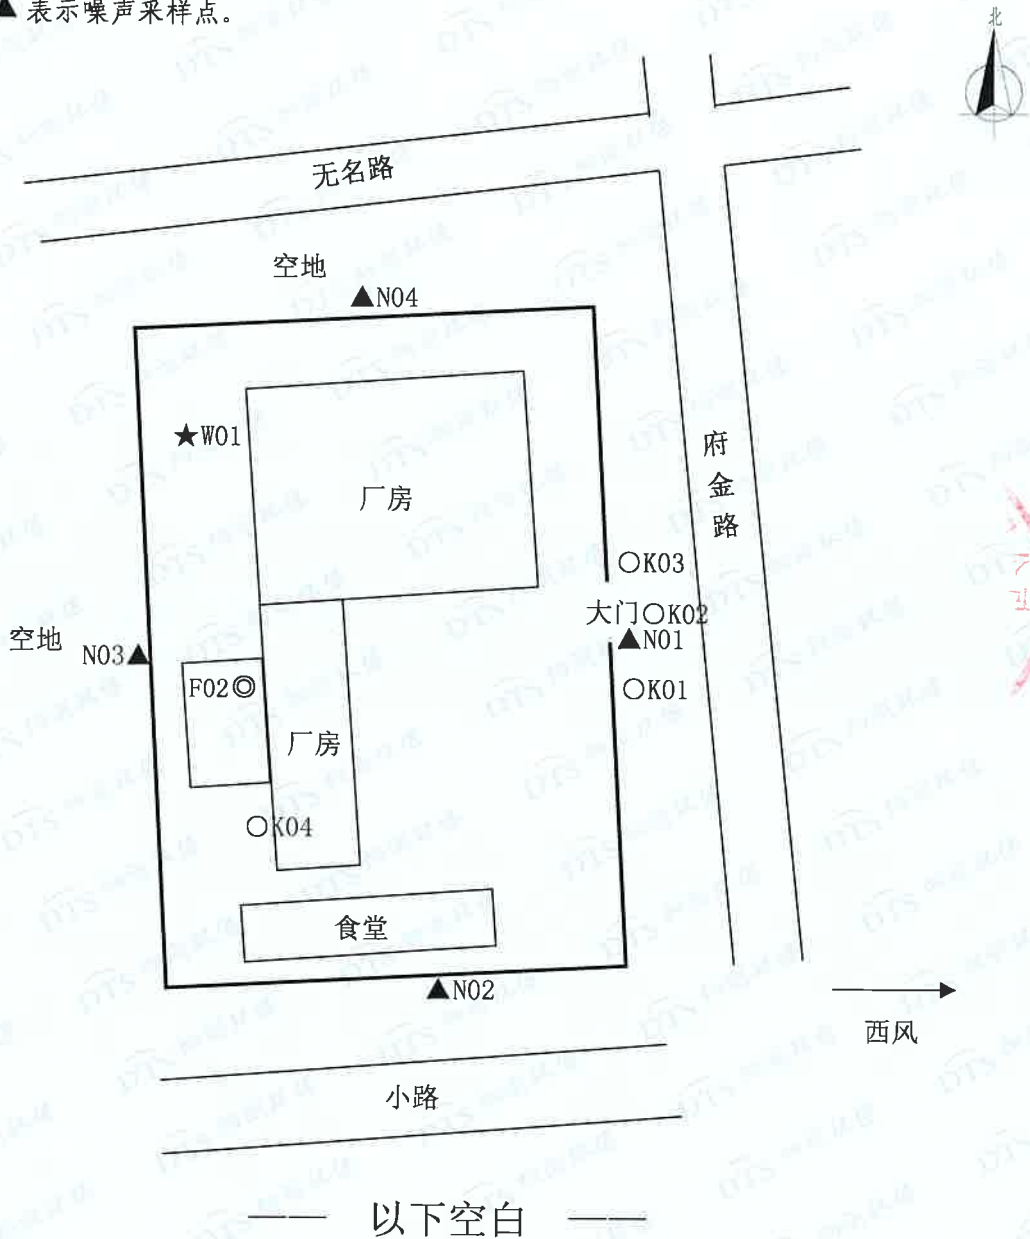 ▲ 表示噪声采样点。
北
无名路
空地
▲N04
★W01
厂房
府金路
○K03
大门○K02
▲N01
空地
N03▲
○K01
F02◎
厂房
○K04
食堂
▲N02
西风
小路
—— 以下空白 ——